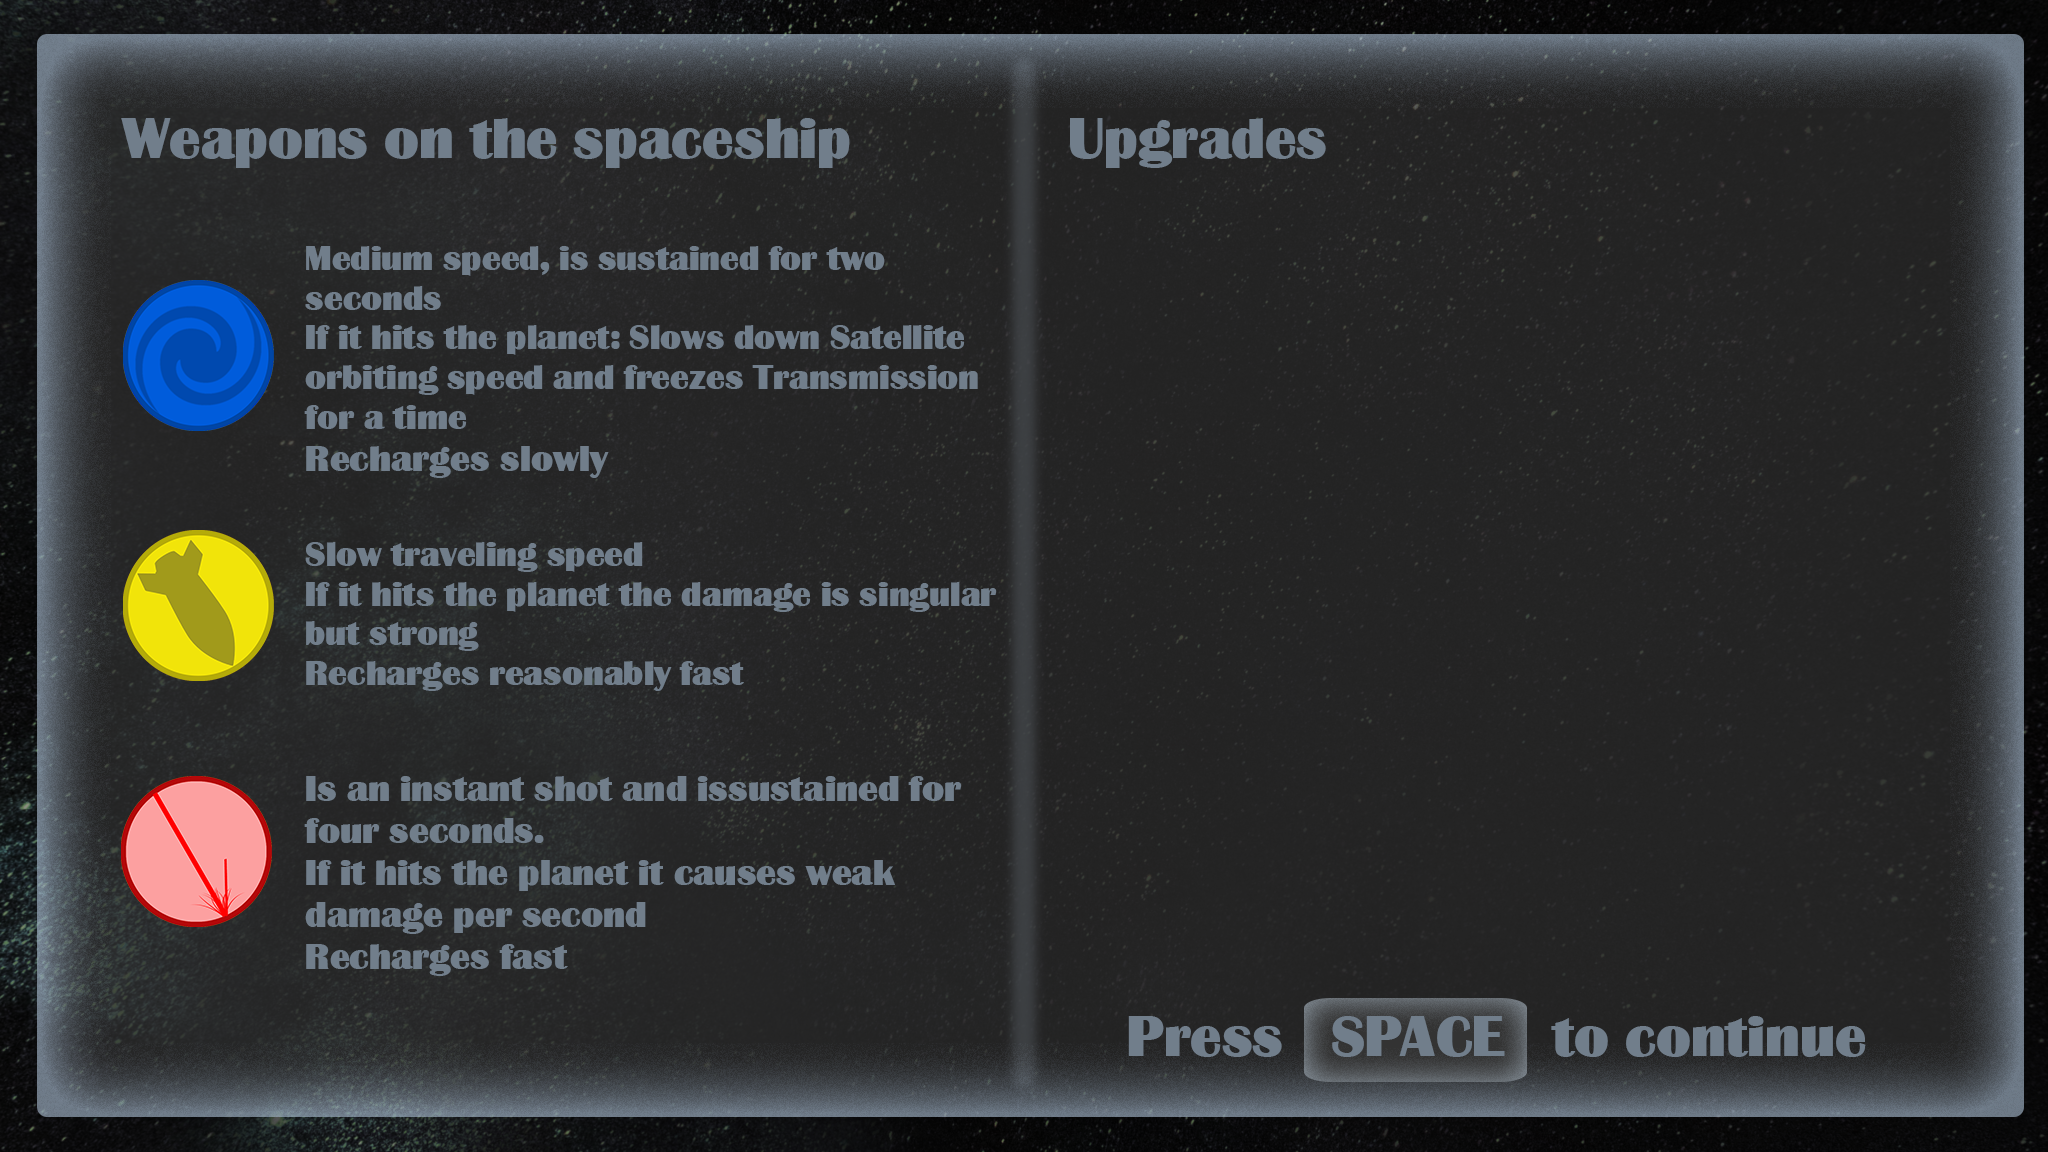 Weapons on the spaceship
Medium speed, is sustained for two
seconds
If it hits the planet: Slows down Satellite
orbiting speed and freezes Transmission
for a time
Recharges slowly
Slow traveling speed
If it hits the planet the damage is singular
but strong
Recharges reasonably fast
Is an instant shot and issustained for
four seconds.
If it hits the planet it causes weak
damage per second
Recharges fast
Upgrades
Press SPACE to continue